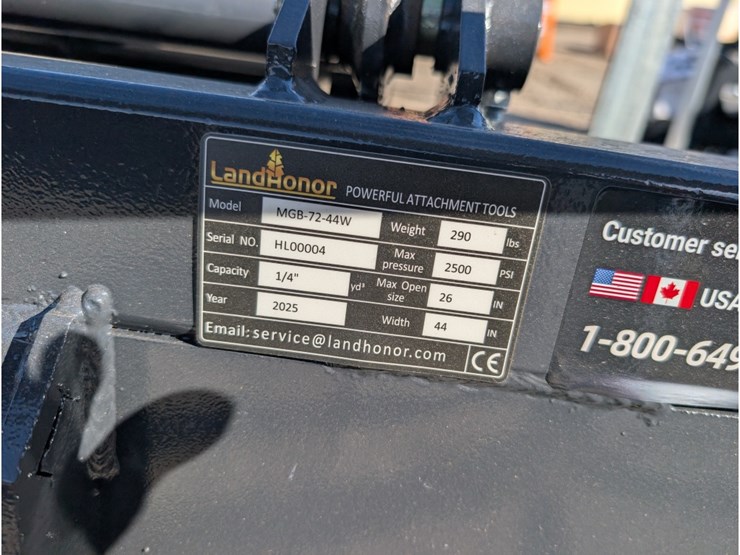 LandHonor POWERFUL ATTACHMENT TOOLS
Model MGB-72-44W Weight 290 lbs
Serial NO. HL00004 Max pressure 2500 PSI
Capacity 1/4" yd³ Max Open size 26 IN
Year 2025 Width 44 IN
Email: service@landhonor.com CE
Customer se
USA
1-800-649